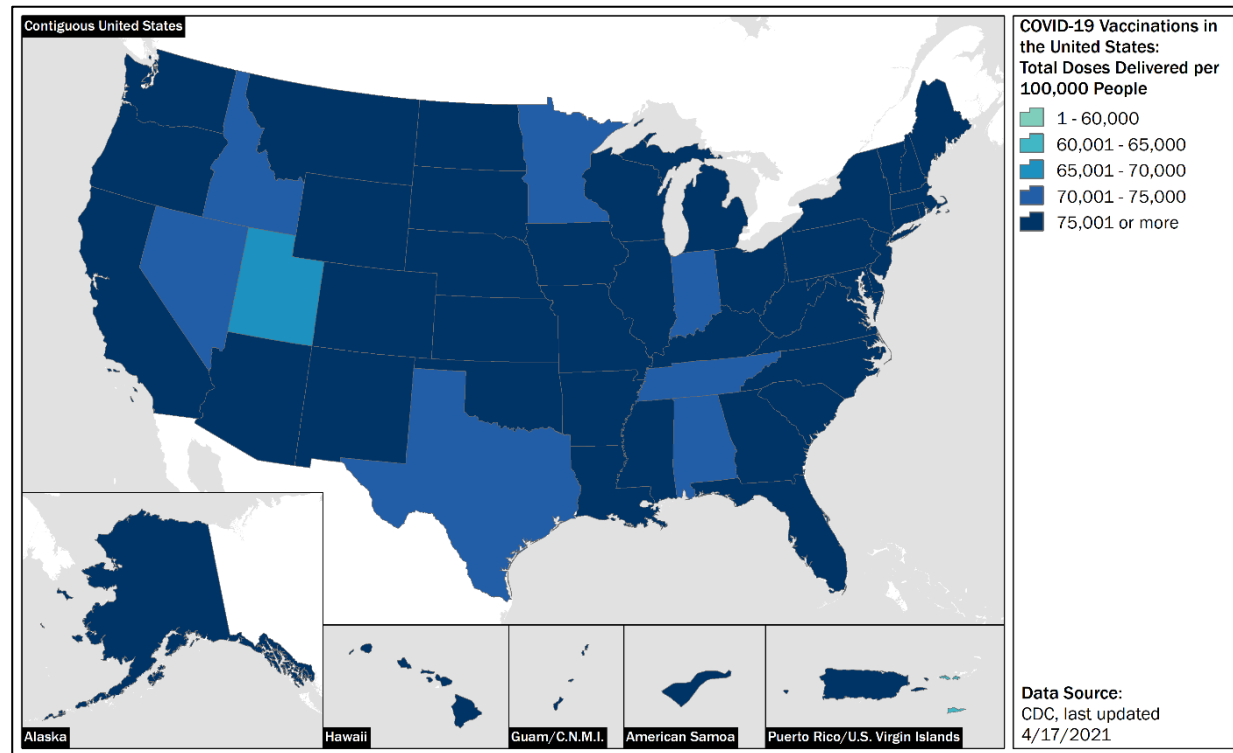 Contiguous United States
COVID-19 Vaccinations in
the United States:
Total Doses Delivered per
100,000 People
1 - 60,000
60,001 - 65,000
65,001 - 70,000
70,001 - 75,000
75,001 or more
Alaska
Hawaii
Guam/C.N.M.I.
American Samoa
Puerto Rico/U.S. Virgin Islands
Data Source:
CDC, last updated
4/17/2021